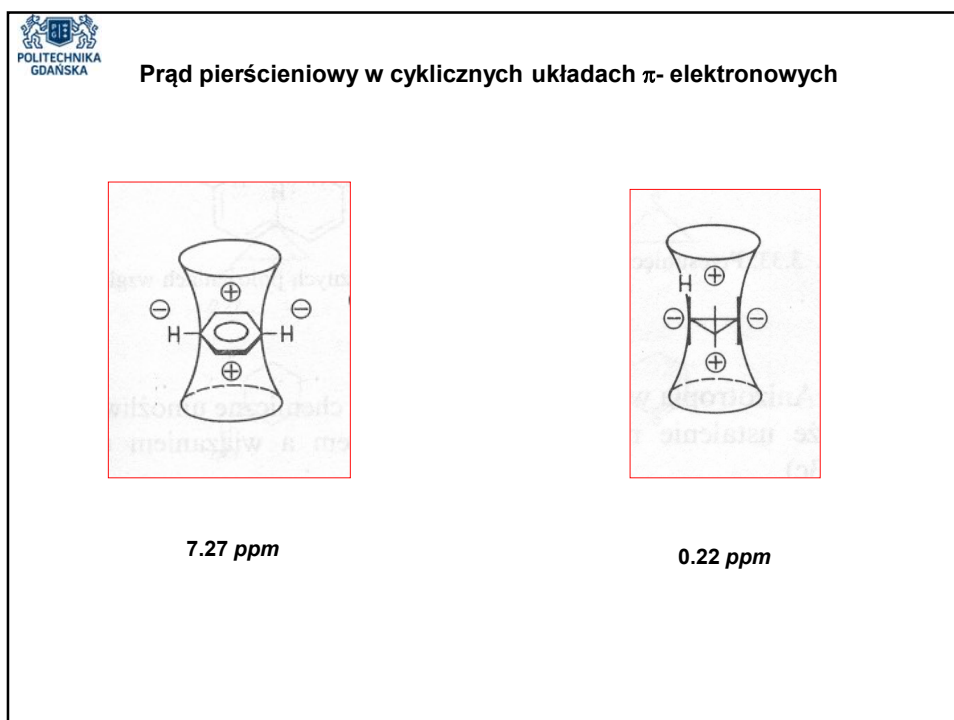 POLITECHNIKA
GDAŃSKA
Prąd pierścieniowy w cyklicznych układach π- elektronowych
⊕
⊖ ⊖
H H
⊕
H ⊕
⊖ ⊖
⊕
7.27 ppm
0.22 ppm